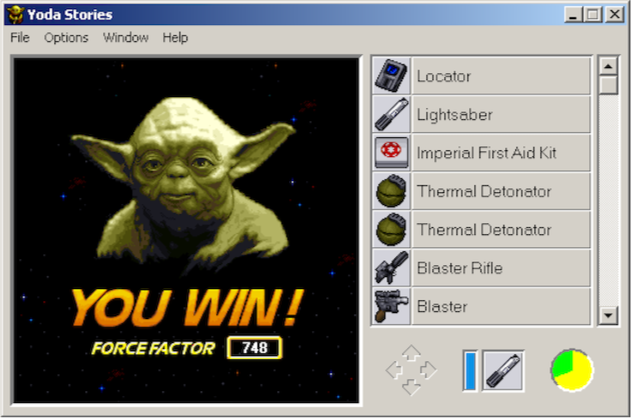 Yoda Stories
File Options Window Help
Locator
Lightsaber
Imperial First Aid Kit
Thermal Detonator
Thermal Detonator
Blaster Rifle
Blaster
YOU WIN!
FORCE FACTOR 748